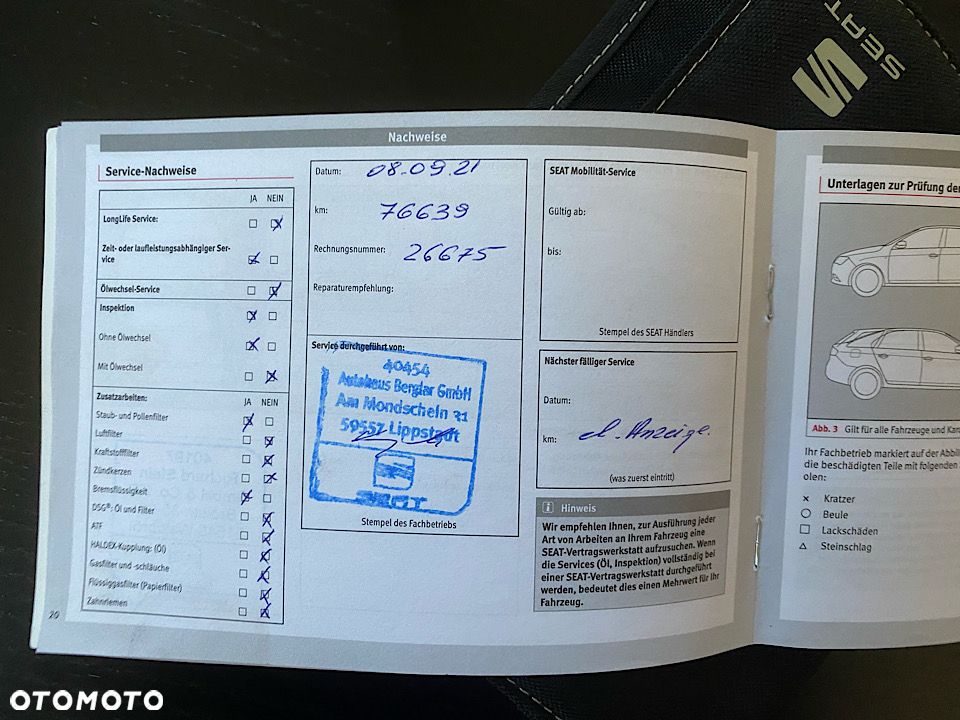 SEAT
Nachweise
Service-Nachweise
JA NEIN
LongLife Service:
Zeit- oder laufleistungsabhängiger Ser-
vice
Ölwechsel-Service
Inspektion
Ohne Ölwechsel
Mit Ölwechsel
Zusatzarbeiten: JA NEIN
Staub- und Pollenfilter
Luftfilter
Kraftstofffilter
Zündkerzen
Bremsflüssigkeit
DSG®: Öl und Filter
ATF
HALDEX-Kupplung: (Öl)
Gasfilter und -schläuche
Flüssiggasfilter (Papierfilter)
Zahnriemen
20
Datum: 08.09.21
km: 76639
Rechnungsnummer: 26675
Reparaturempfehlung:
Service durchgeführt von:
40454
Autohaus Berglar GmbH
Am Mondschein 31
59557 Lippstadt
SEAT
Stempel des Fachbetriebs
SEAT Mobilität-Service
Gültig ab:
bis:
Stempel des SEAT Händlers
Nächster fälliger Service
Datum:
km: Anzeige.
(was zuerst eintritt)
i Hinweis
Wir empfehlen Ihnen, zur Ausführung jeder
Art von Arbeiten an Ihrem Fahrzeug eine
SEAT-Vertragswerkstatt aufzusuchen. Wenn
die Services (Öl, Inspektion) vollständig bei
einer SEAT-Vertragswerkstatt durchgeführt
werden, bedeutet dies einen Mehrwert für Ihr
Fahrzeug.
Unterlagen zur Prüfung der
Abb. 3 Gilt für alle Fahrzeuge und Karo
Ihr Fachbetrieb markiert auf der Abbil
die beschädigten Teile mit folgenden
olen:
× Kratzer
○ Beule
□ Lackschäden
△ Steinschlag
OTOMOTO